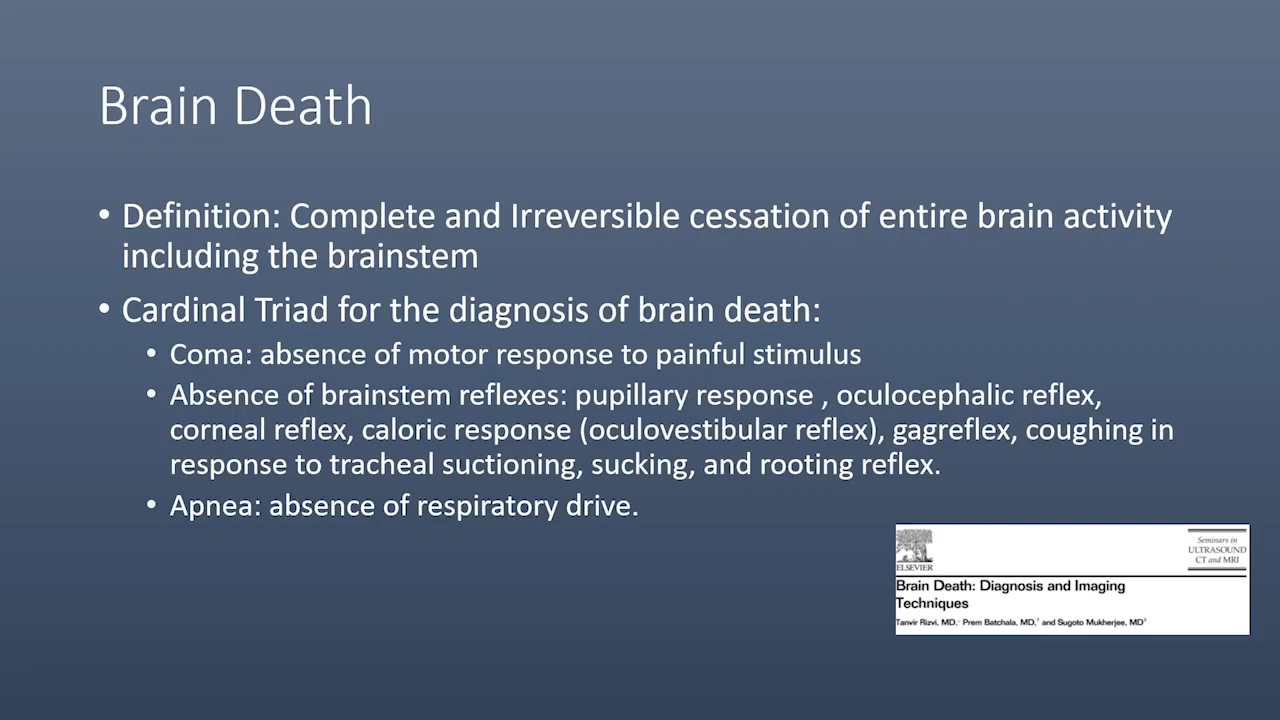 Brain Death
• Definition: Complete and Irreversible cessation of entire brain activity
including the brainstem
• Cardinal Triad for the diagnosis of brain death:
• Coma: absence of motor response to painful stimulus
• Absence of brainstem reflexes: pupillary response , oculocephalic reflex,
corneal reflex, caloric response (oculovestibular reflex), gagreflex, coughing in
response to tracheal suctioning, sucking, and rooting reflex.
• Apnea: absence of respiratory drive.
ELSEVIER
Seminars in
ULTRASOUND
CT and MRI
Brain Death: Diagnosis and Imaging
Techniques
Tanvir Rizvi, MD,* Prem Batchala, MD,† and Sugoto Mukherjee, MD‡